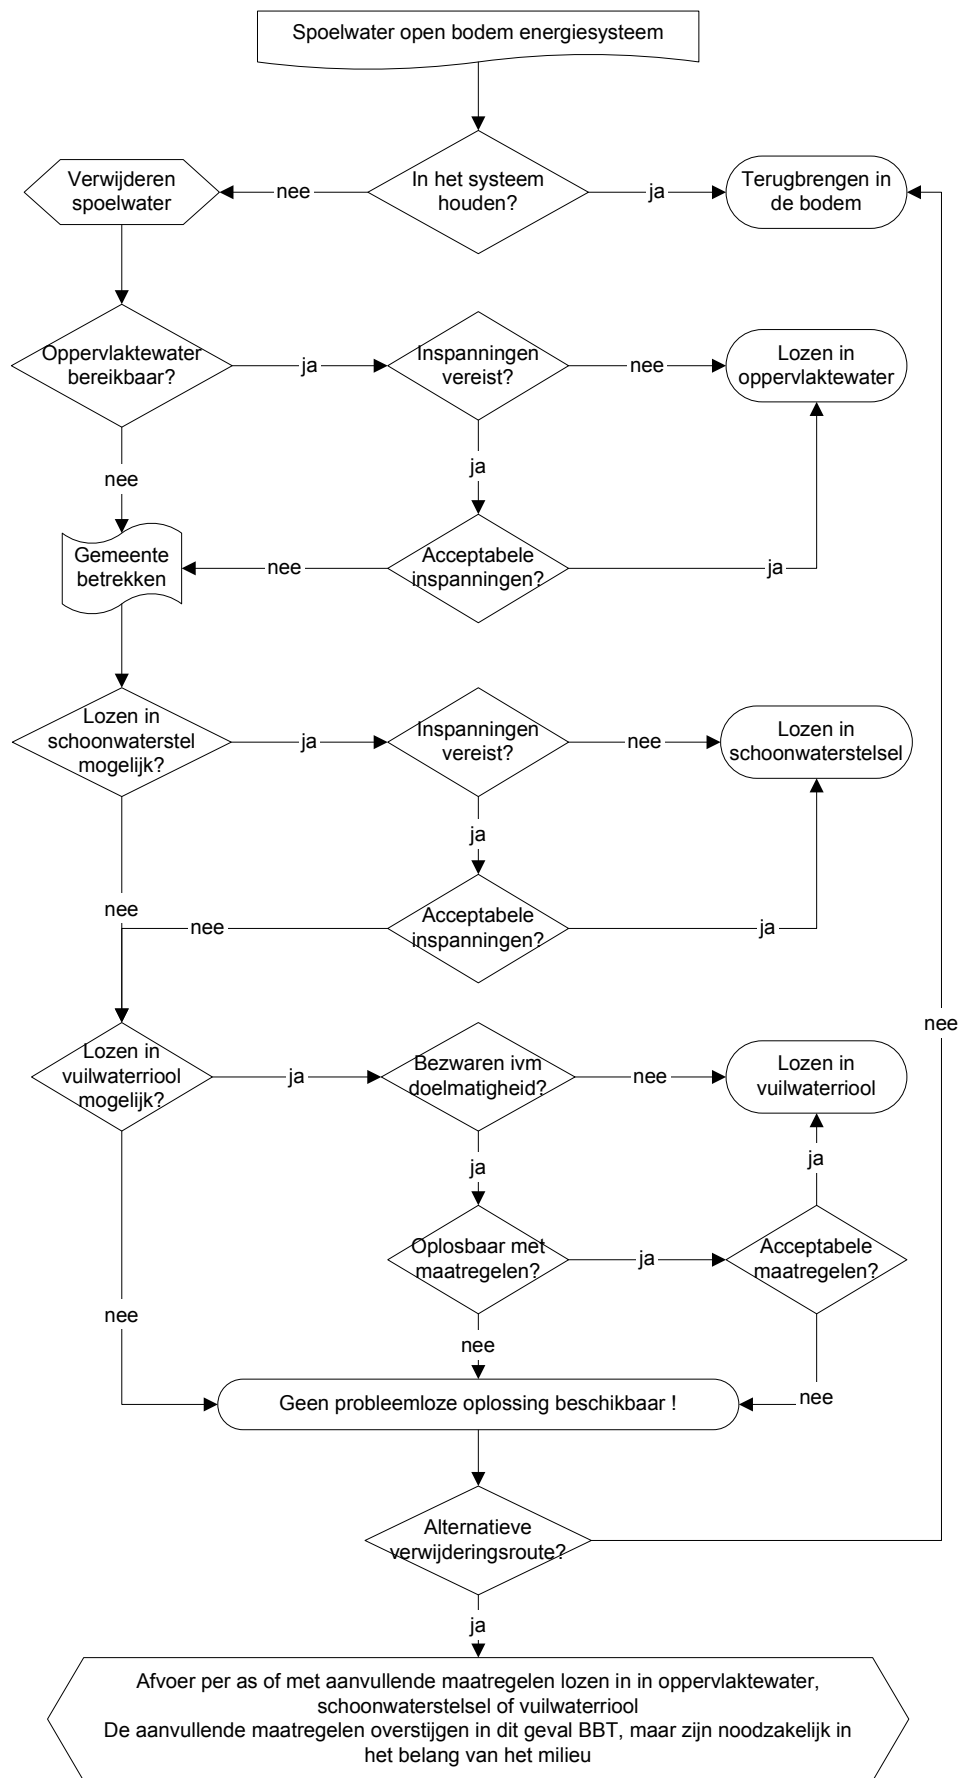 Spoelwater open bodem energiesysteem
Verwijderen
spoelwater
nee
In het systeem
houden?
ja
Terugbrengen in
de bodem
Oppervlaktewater
bereikbaar?
ja
Inspanningen
vereist?
nee
Lozen in
oppervlaktewater
nee
ja
Gemeente
betrekken
nee
Acceptabele
inspanningen?
ja
Lozen in
schoonwaterstel
mogelijk?
ja
Inspanningen
vereist?
nee
Lozen in
schoonwaterstelsel
ja
nee
nee
Acceptabele
inspanningen?
ja
nee
Lozen in
vuilwaterriool
mogelijk?
ja
Bezwaren ivm
doelmatigheid?
nee
Lozen in
vuilwaterriool
ja
ja
Oplosbaar met
maatregelen?
ja
Acceptabele
maatregelen?
nee
nee
nee
Geen probleemloze oplossing beschikbaar !
Alternatieve
verwijderingsroute?
ja
Afvoer per as of met aanvullende maatregelen lozen in in oppervlaktewater,
schoonwaterstelsel of vuilwaterriool
De aanvullende maatregelen overstijgen in dit geval BBT, maar zijn noodzakelijk in
het belang van het milieu